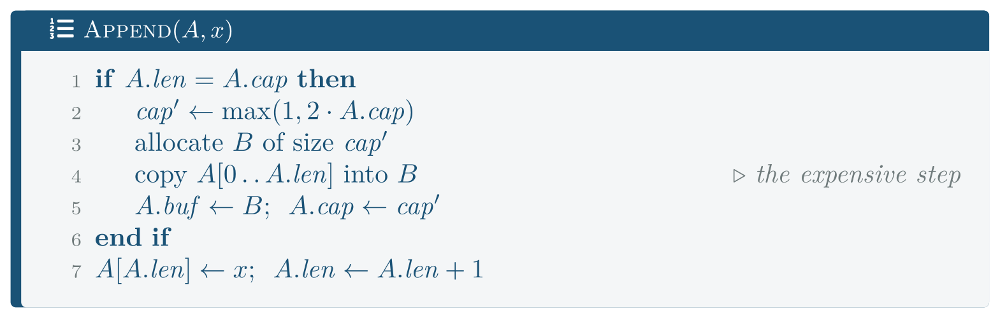 APPEND(A, x)
1 if A.len = A.cap then
2 cap′ ← max(1, 2 · A.cap)
3 allocate B of size cap′
4 copy A[0 . . A.len] into B ▷ the expensive step
5 A.buf ← B; A.cap ← cap′
6 end if
7 A[A.len] ← x; A.len ← A.len + 1